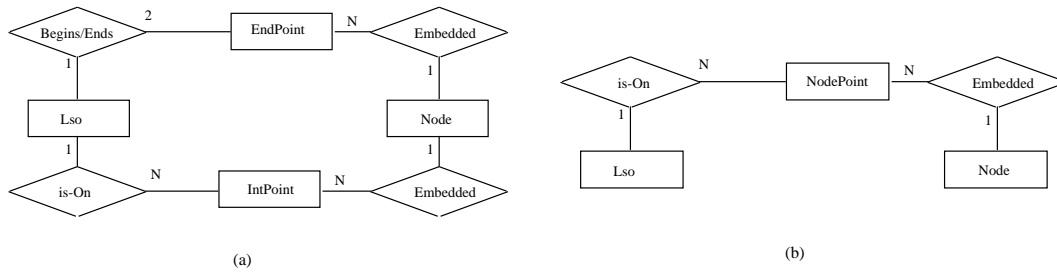 2
N
Begins/Ends
EndPoint
Embedded
1
1
Lso
Node
1
1
N
N
is-On
IntPoint
Embedded
(a)
N
N
is-On
NodePoint
Embedded
1
1
Lso
Node
(b)